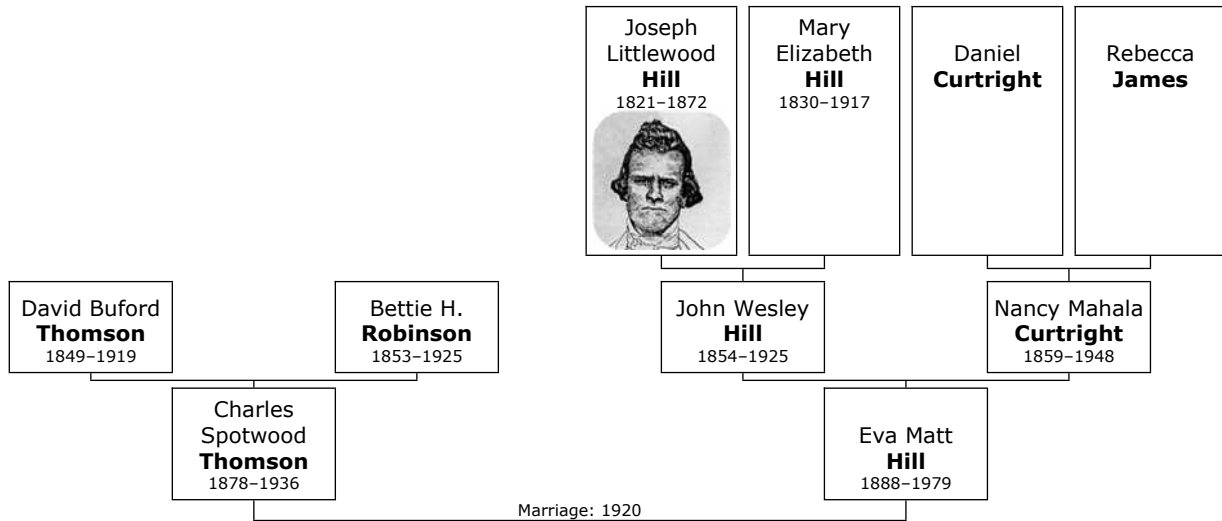 Joseph
Littlewood
Hill
1821–1872
Mary
Elizabeth
Hill
1830–1917
Daniel
Curtright
Rebecca
James
David Buford
Thomson
1849–1919
Bettie H.
Robinson
1853–1925
John Wesley
Hill
1854–1925
Nancy Mahala
Curtright
1859–1948
Charles
Spotwood
Thomson
1878–1936
Eva Matt
Hill
1888–1979
Marriage: 1920